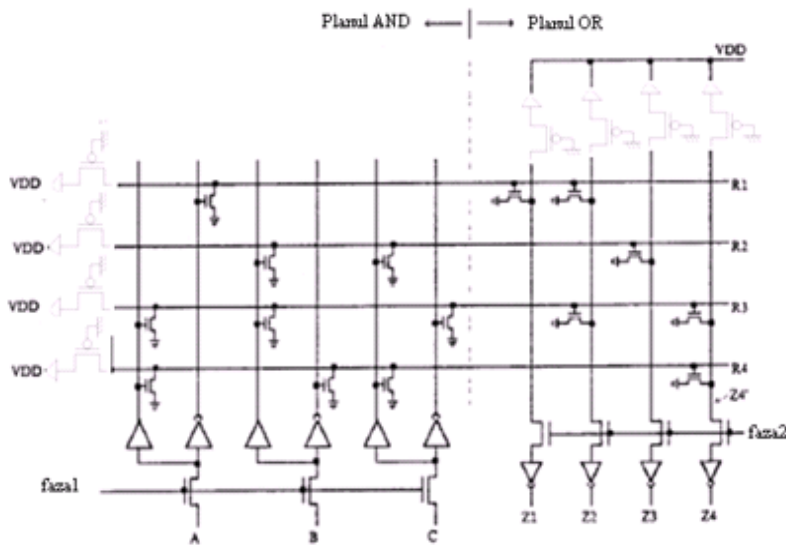 Planul AND
Planul OR
VDD
VDD
R1
VDD
R2
VDD
R3
VDD
R4
Z4'
faza2
faza1
A
B
C
Z1
Z2
Z3
Z4